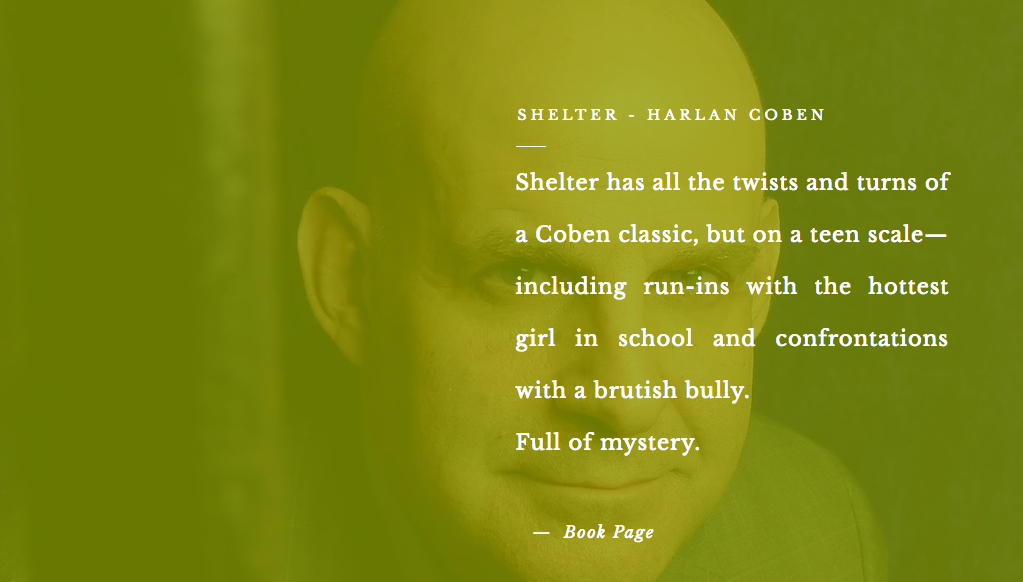 SHELTER - HARLAN COBEN
Shelter has all the twists and turns of
a Coben classic, but on a teen scale—
including run-ins with the hottest
girl in school and confrontations
with a brutish bully.
Full of mystery.
— Book Page